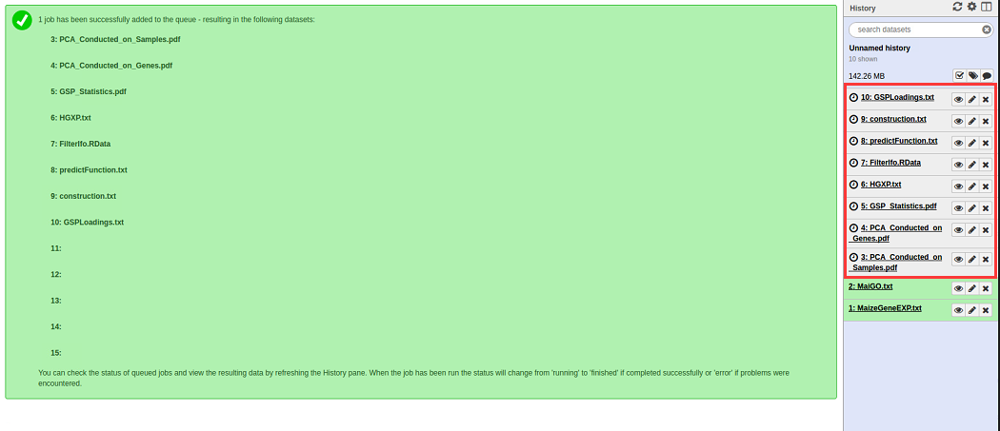 1 job has been successfully added to the queue - resulting in the following datasets:
3: PCA_Conducted_on_Samples.pdf
4: PCA_Conducted_on_Genes.pdf
5: GSP_Statistics.pdf
6: HGXP.txt
7: FilterIfo.RData
8: predictFunction.txt
9: construction.txt
10: GSPLoadings.txt
11:
12:
13:
14:
15:
You can check the status of queued jobs and view the resulting data by refreshing the History pane. When the job has been run the status will change from 'running' to 'finished' if completed successfully or 'error' if problems were
encountered.
History
search datasets
Unnamed history
10 shown
142.26 MB
10: GSPLoadings.txt
9: construction.txt
8: predictFunction.txt
7: FilterIfo.RData
6: HGXP.txt
5: GSP_Statistics.pdf
4: PCA_Conducted_on
_Genes.pdf
3: PCA_Conducted_on
_Samples.pdf
2: MaiGO.txt
1: MaizeGeneEXP.txt